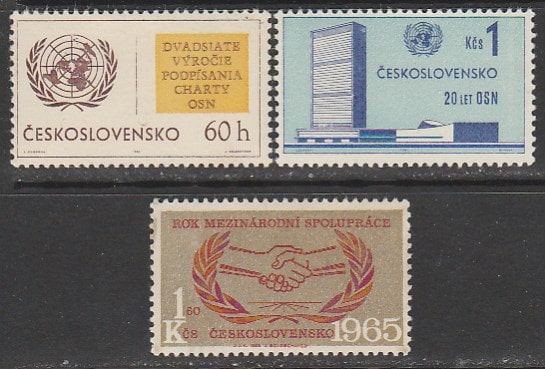 DVADSIATE
VÝROČIE
PODPÍSANIA
CHARTY
OSN
ČESKOSLOVENSKO
60 h
Kčs 1
ČESKOSLOVENSKO
20 LET OSN
ROK MEZINÁRODNÍ SPOLUPRÁCE
1 60
Kčs ČESKOSLOVENSKO 1965